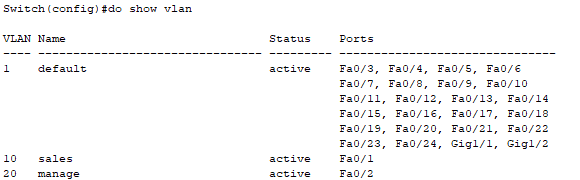 Switch(config)#do show vlan
VLAN Name Status Ports
---- -------------------------------- --------- -------------------------------
1 default active Fa0/3, Fa0/4, Fa0/5, Fa0/6
Fa0/7, Fa0/8, Fa0/9, Fa0/10
Fa0/11, Fa0/12, Fa0/13, Fa0/14
Fa0/15, Fa0/16, Fa0/17, Fa0/18
Fa0/19, Fa0/20, Fa0/21, Fa0/22
Fa0/23, Fa0/24, Gig1/1, Gig1/2
10 sales active Fa0/1
20 manage active Fa0/2